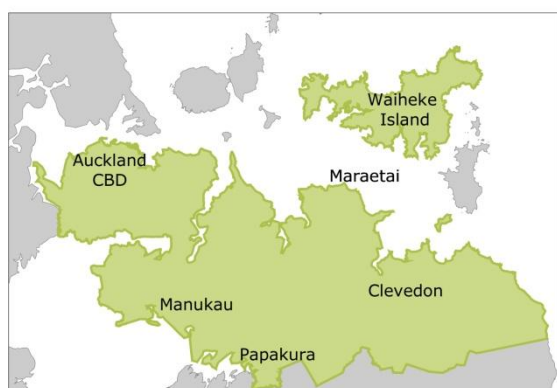 Waiheke
Island
Auckland
CBD
Maraetai
Clevedon
Manukau
Papakura